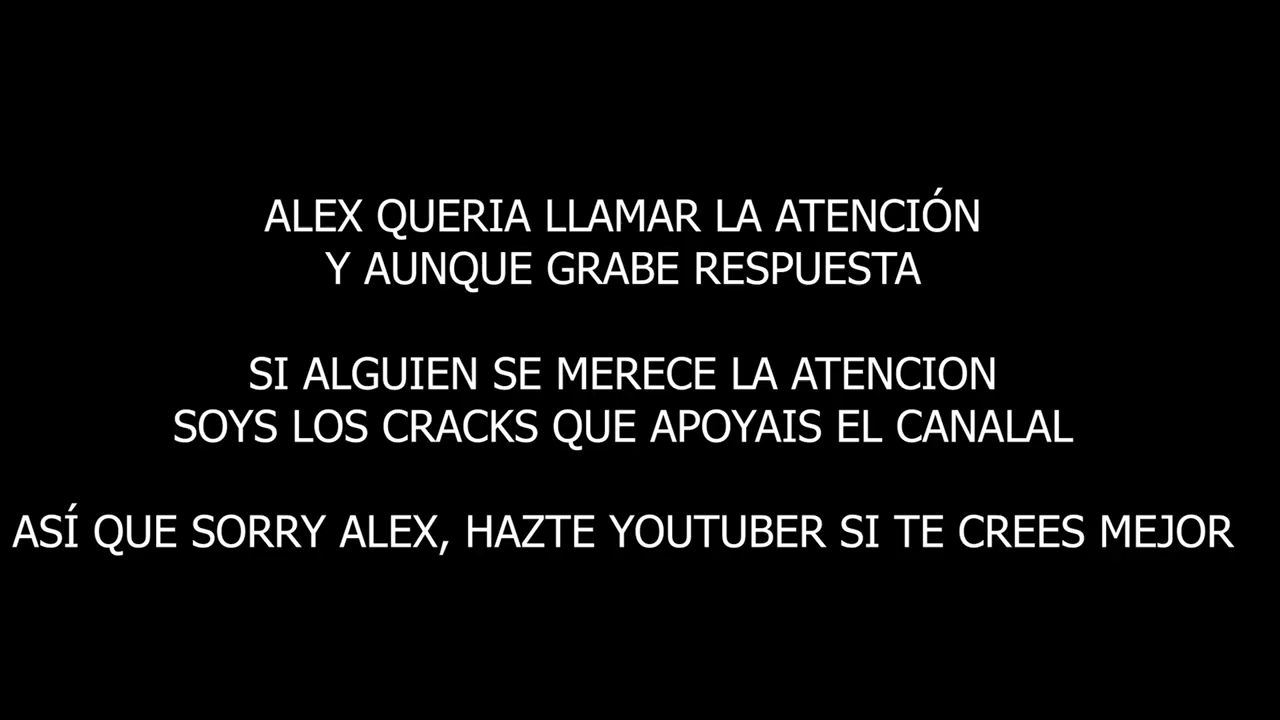 ALEX QUERIA LLAMAR LA ATENCIÓN
Y AUNQUE GRABE RESPUESTA
SI ALGUIEN SE MERECE LA ATENCION
SOYS LOS CRACKS QUE APOYAIS EL CANALAL
ASÍ QUE SORRY ALEX, HAZTE YOUTUBER SI TE CREES MEJOR